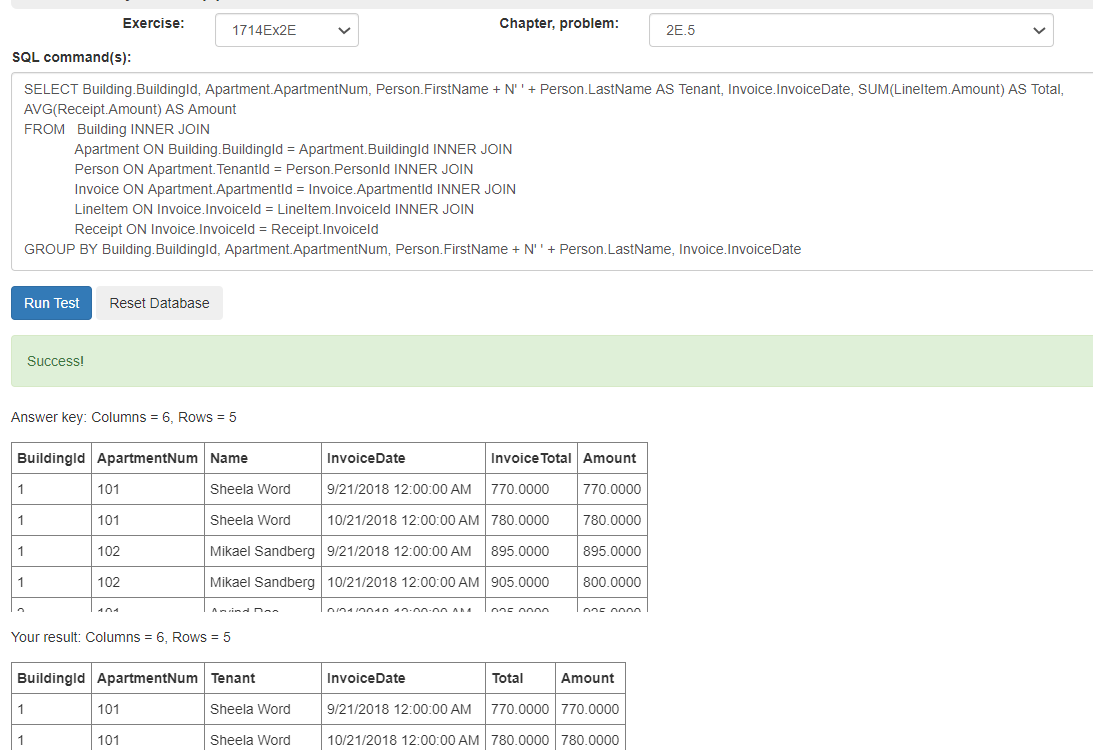 Exercise: 1714Ex2E Chapter, problem: 2E.5
SQL command(s):
SELECT Building.BuildingId, Apartment.ApartmentNum, Person.FirstName + N' ' + Person.LastName AS Tenant, Invoice.InvoiceDate, SUM(LineItem.Amount) AS Total,
AVG(Receipt.Amount) AS Amount
FROM Building INNER JOIN
Apartment ON Building.BuildingId = Apartment.BuildingId INNER JOIN
Person ON Apartment.TenantId = Person.PersonId INNER JOIN
Invoice ON Apartment.ApartmentId = Invoice.ApartmentId INNER JOIN
LineItem ON Invoice.InvoiceId = LineItem.InvoiceId INNER JOIN
Receipt ON Invoice.InvoiceId = Receipt.InvoiceId
GROUP BY Building.BuildingId, Apartment.ApartmentNum, Person.FirstName + N' ' + Person.LastName, Invoice.InvoiceDate
Run Test Reset Database
Success!
Answer key: Columns = 6, Rows = 5
BuildingId ApartmentNum Name InvoiceDate InvoiceTotal Amount
1 101 Sheela Word 9/21/2018 12:00:00 AM 770.0000 770.0000
1 101 Sheela Word 10/21/2018 12:00:00 AM 780.0000 780.0000
1 102 Mikael Sandberg 9/21/2018 12:00:00 AM 895.0000 895.0000
1 102 Mikael Sandberg 10/21/2018 12:00:00 AM 905.0000 800.0000
Your result: Columns = 6, Rows = 5
BuildingId ApartmentNum Tenant InvoiceDate Total Amount
1 101 Sheela Word 9/21/2018 12:00:00 AM 770.0000 770.0000
1 101 Sheela Word 10/21/2018 12:00:00 AM 780.0000 780.0000